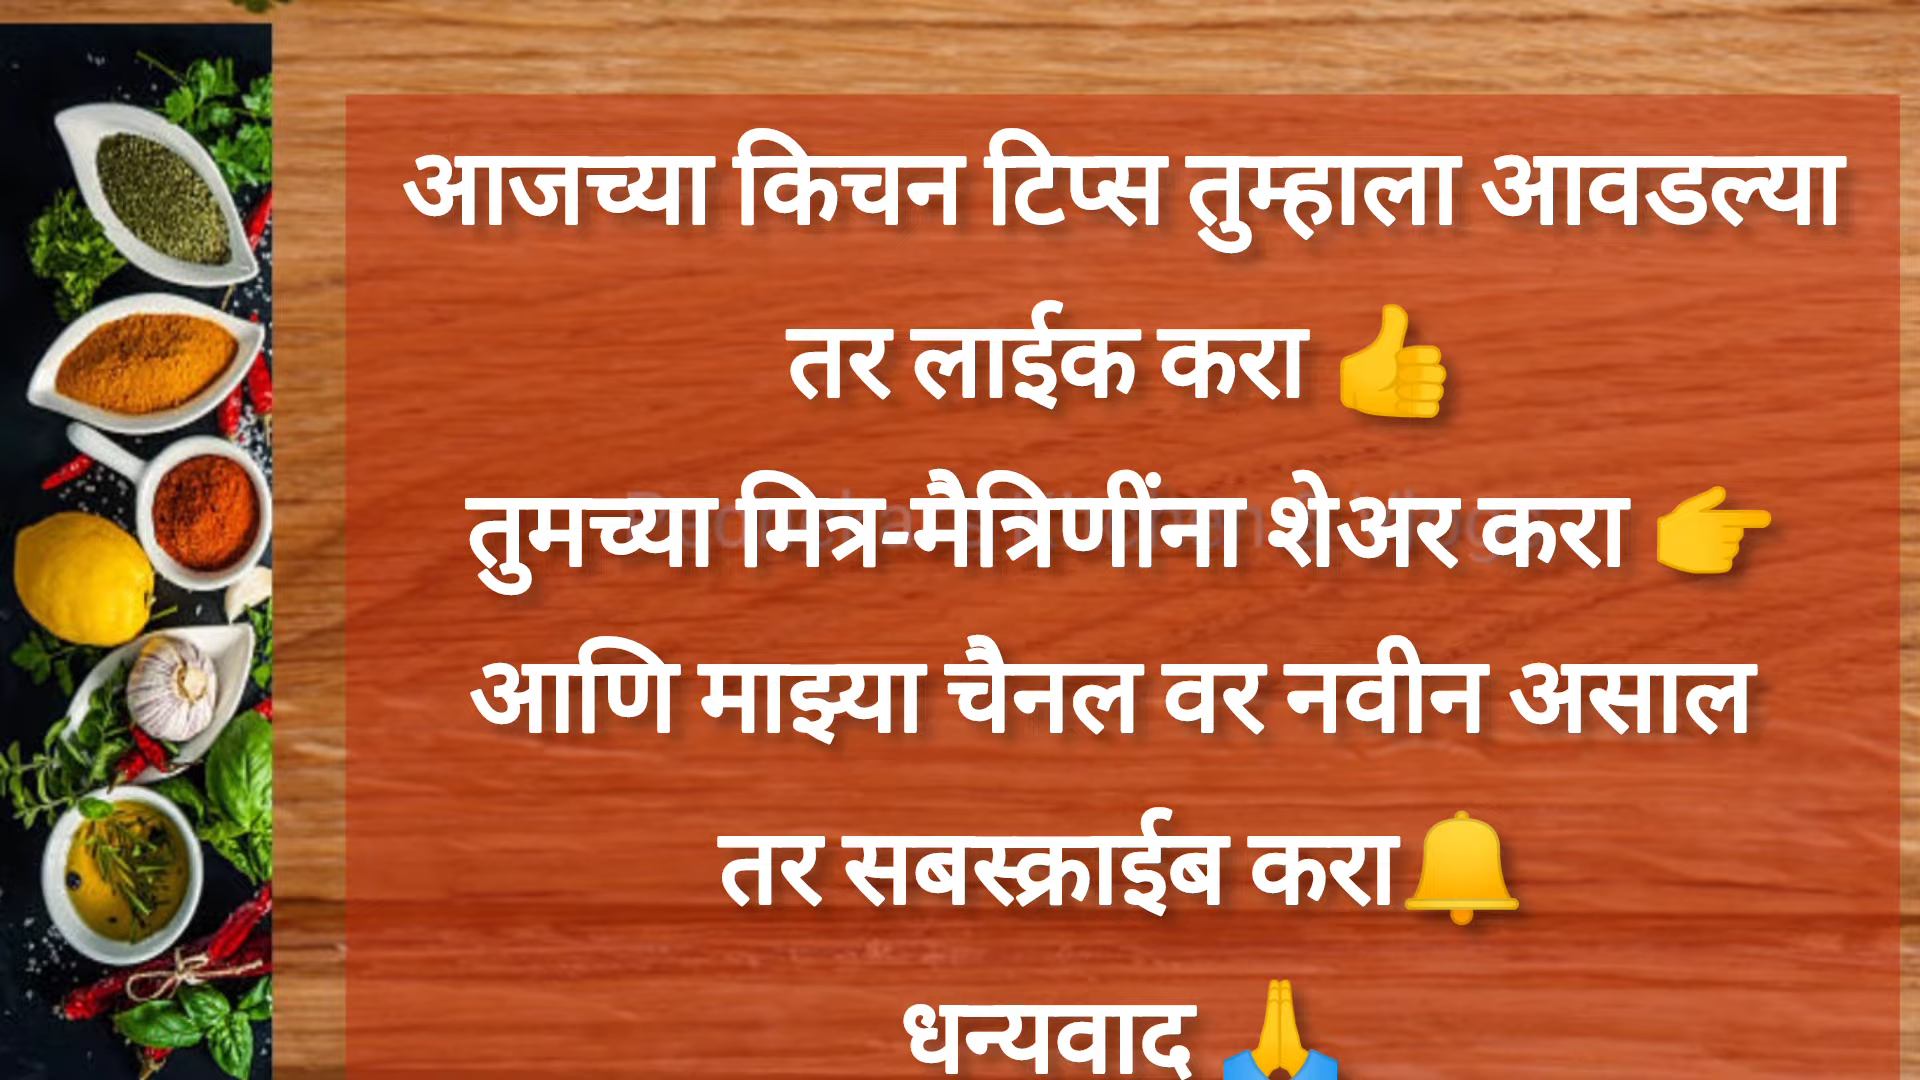 आजच्या किचन टिप्स तुम्हाला आवडल्या
तर लाईक करा 👍
तुमच्या मित्र-मैत्रिणींना शेअर करा 👉
आणि माझ्या चैनल वर नवीन असाल
तर सबस्क्राईब करा🔔
धन्यवाद 🙏